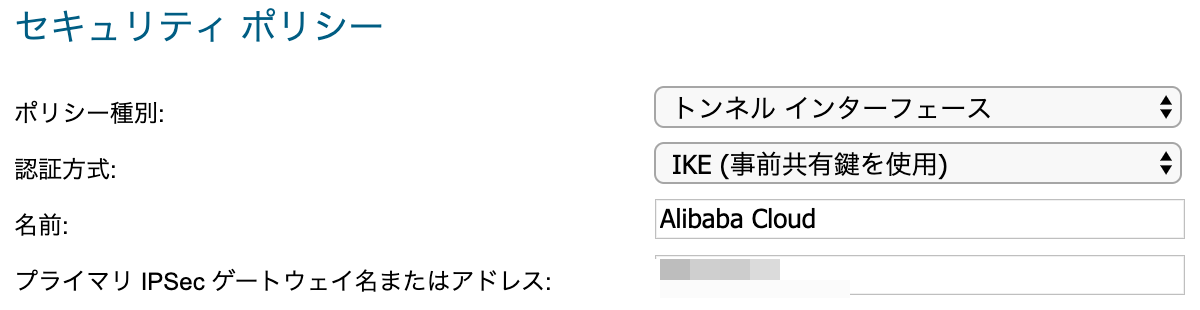 セキュリティ ポリシー
ポリシー種別: トンネル インターフェース
認証方式: IKE (事前共有鍵を使用)
名前: Alibaba Cloud
プライマリ IPSec ゲートウェイ名またはアドレス: